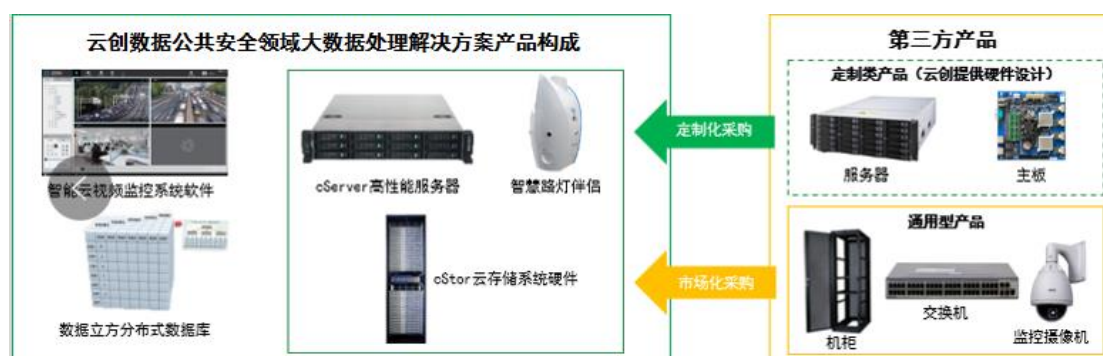 云创数据公共安全领域大数据处理解决方案产品构成
智能云视频监控系统软件
cServer高性能服务器
智慧路灯伴侣
数据立方分布式数据库
cStor云存储系统硬件
定制化采购
市场化采购
第三方产品
定制类产品（云创提供硬件设计）
服务器
主板
通用型产品
机柜
交换机
监控摄像机